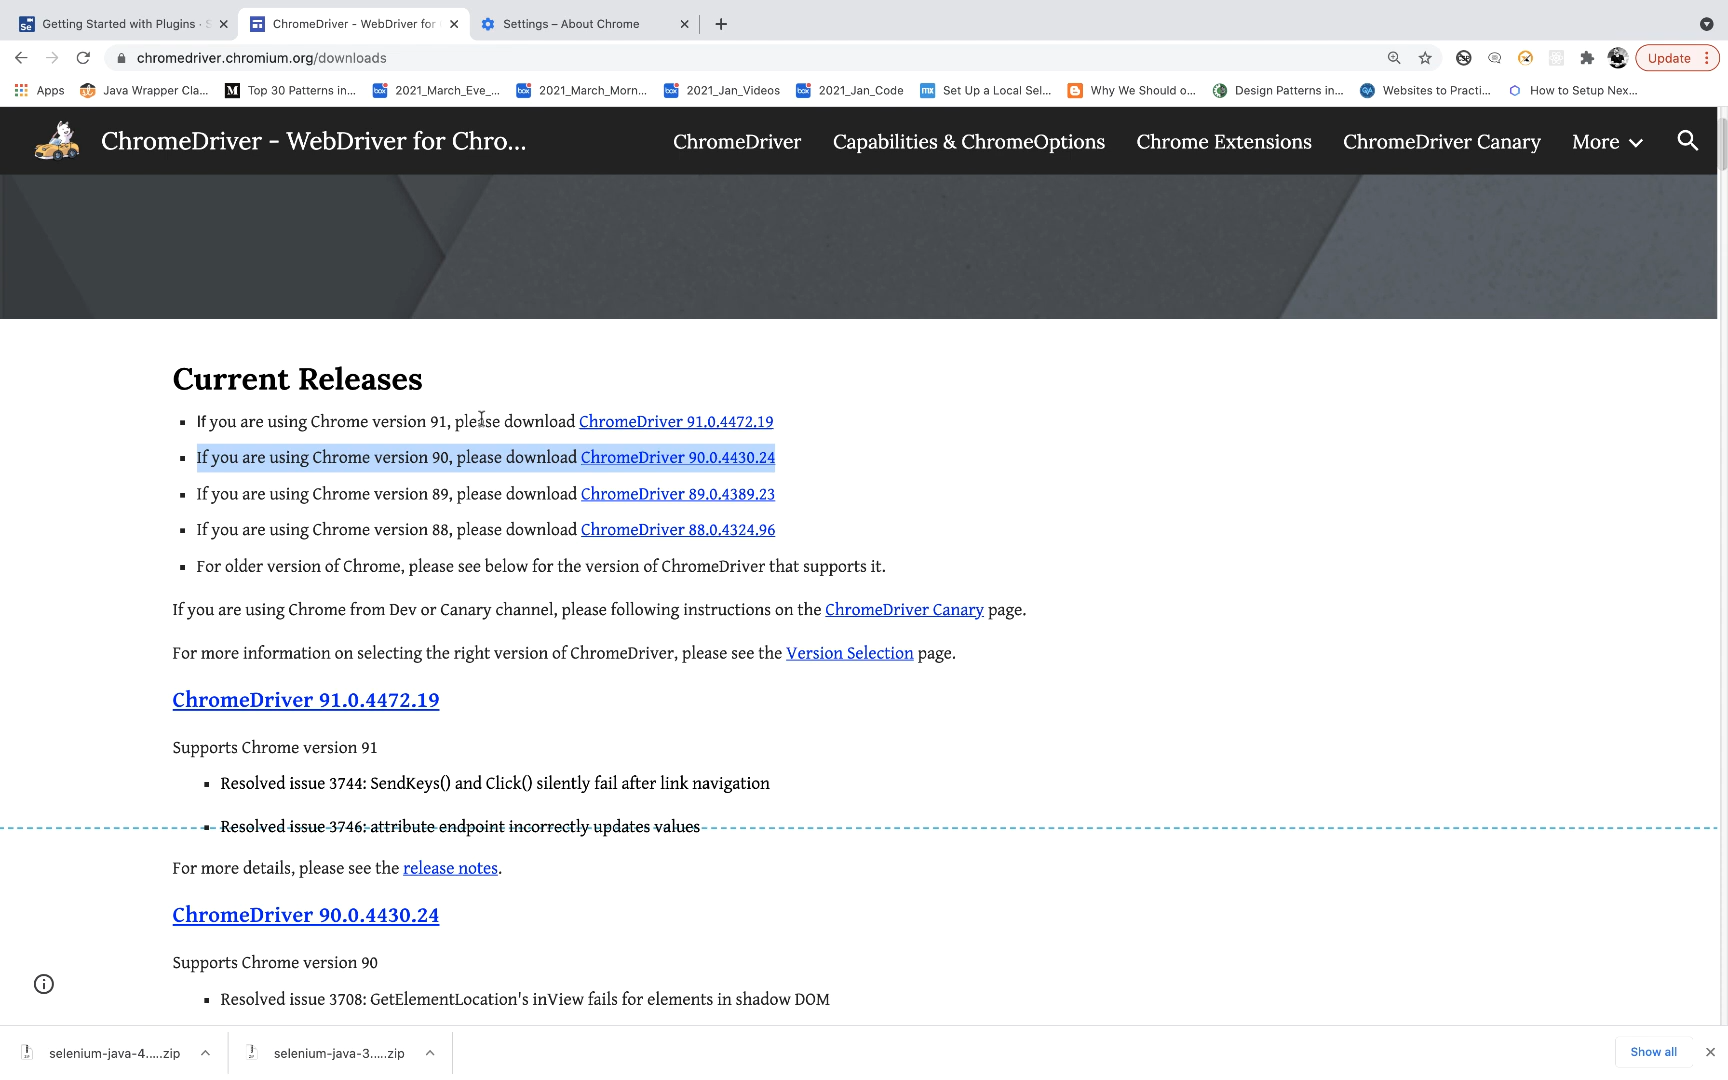 Getting Started with Plugins · S
ChromeDriver - WebDriver for
Settings – About Chrome
chromedriver.chromium.org/downloads
Update
Apps
Java Wrapper Cla...
Top 30 Patterns in...
2021_March_Eve_...
2021_March_Morn...
2021_Jan_Videos
2021_Jan_Code
Set Up a Local Sel...
Why We Should o...
Design Patterns in...
Websites to Practi...
How to Setup Nex...
ChromeDriver - WebDriver for Chro...
ChromeDriver
Capabilities & ChromeOptions
Chrome Extensions
ChromeDriver Canary
More
Current Releases
▪ If you are using Chrome version 91, please download ChromeDriver 91.0.4472.19
▪ If you are using Chrome version 90, please download ChromeDriver 90.0.4430.24
▪ If you are using Chrome version 89, please download ChromeDriver 89.0.4389.23
▪ If you are using Chrome version 88, please download ChromeDriver 88.0.4324.96
▪ For older version of Chrome, please see below for the version of ChromeDriver that supports it.
If you are using Chrome from Dev or Canary channel, please following instructions on the ChromeDriver Canary page.
For more information on selecting the right version of ChromeDriver, please see the Version Selection page.
ChromeDriver 91.0.4472.19
Supports Chrome version 91
▪ Resolved issue 3744: SendKeys() and Click() silently fail after link navigation
▪ Resolved issue 3746: attribute endpoint incorrectly updates values
For more details, please see the release notes.
ChromeDriver 90.0.4430.24
Supports Chrome version 90
▪ Resolved issue 3708: GetElementLocation's inView fails for elements in shadow DOM
selenium-java-4.....zip
selenium-java-3.....zip
Show all